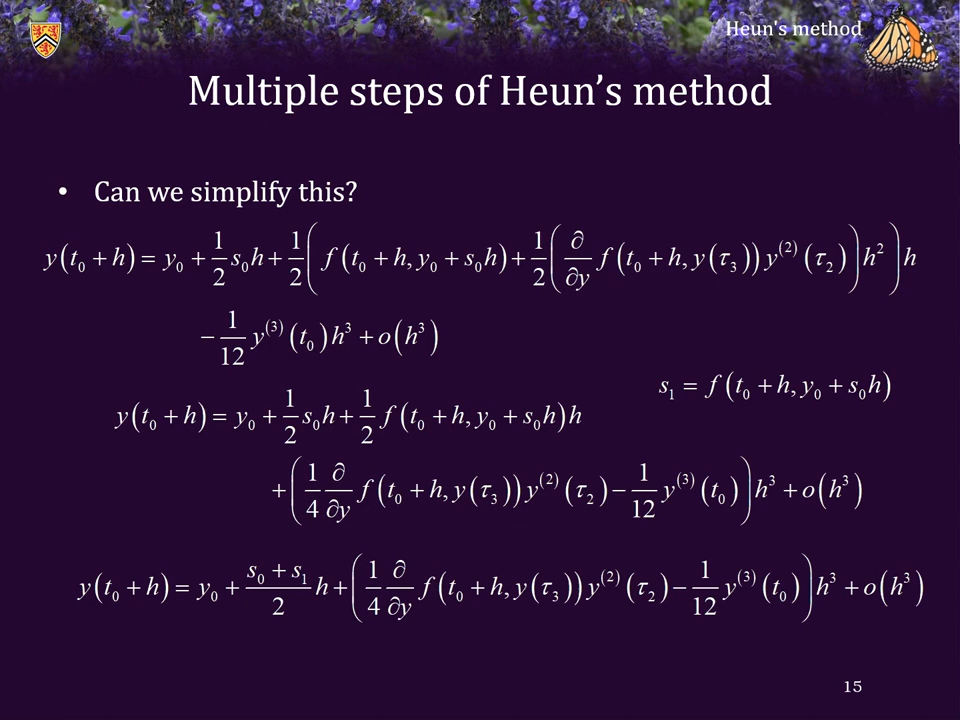 Heun's method
Multiple steps of Heun’s method
• Can we simplify this?
y(t₀ + h) = y₀ + 1/2 s₀h + 1/2 ( f(t₀ + h, y₀ + s₀h) + 1/2 ( ∂/∂y f(t₀ + h, y(τ₃)) y⁽²⁾(τ₂) ) h² ) h
− 1/12 y⁽³⁾(t₀) h³ + o(h³)
s₁ = f(t₀ + h, y₀ + s₀h)
y(t₀ + h) = y₀ + 1/2 s₀h + 1/2 f(t₀ + h, y₀ + s₀h) h
+ ( 1/4 ∂/∂y f(t₀ + h, y(τ₃)) y⁽²⁾(τ₂) − 1/12 y⁽³⁾(t₀) ) h³ + o(h³)
y(t₀ + h) = y₀ + (s₀ + s₁)/2 h + ( 1/4 ∂/∂y f(t₀ + h, y(τ₃)) y⁽²⁾(τ₂) − 1/12 y⁽³⁾(t₀) ) h³ + o(h³)
15